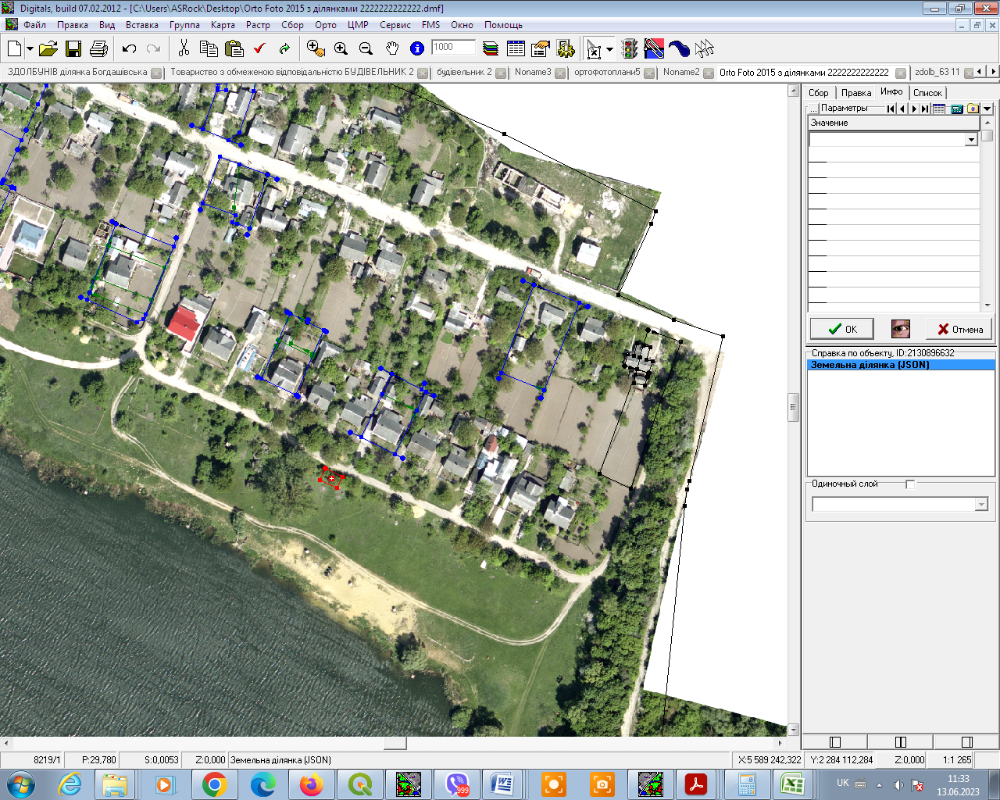 Digitals, build 07.02.2012 - [C:\Users\ASRock\Desktop\Orto Foto 2015 з ділянками 2222222222222.dmf]
Файл Правка Вид Вставка Группа Карта Растр Сбор Орто ЦМР Сервис FMS Окно Помощь
1000
ЗДОЛБУНІВ ділянка Богдашівська Товариство з обмеженою відповідальністю БУДІВЕЛЬНИК 2 будівельник 2 Noname3 ортофотоплани5 Noname2 Orto Foto 2015 з ділянками 2222222222222 zdolb_63 11
Сбор Правка Инфо Список
... Параметры
Значение
OK Отмена
Справка по объекту, ID:2130896632
Земельна ділянка (JSON)
Одиночный слой
8219/1 P:29,780 S:0,0053 Z:0,000 Земельна ділянка (JSON) X:5 589 242,322 Y:2 284 112,284 Z:0,000 1:1 265
999
UK 11:33
13.06.2023